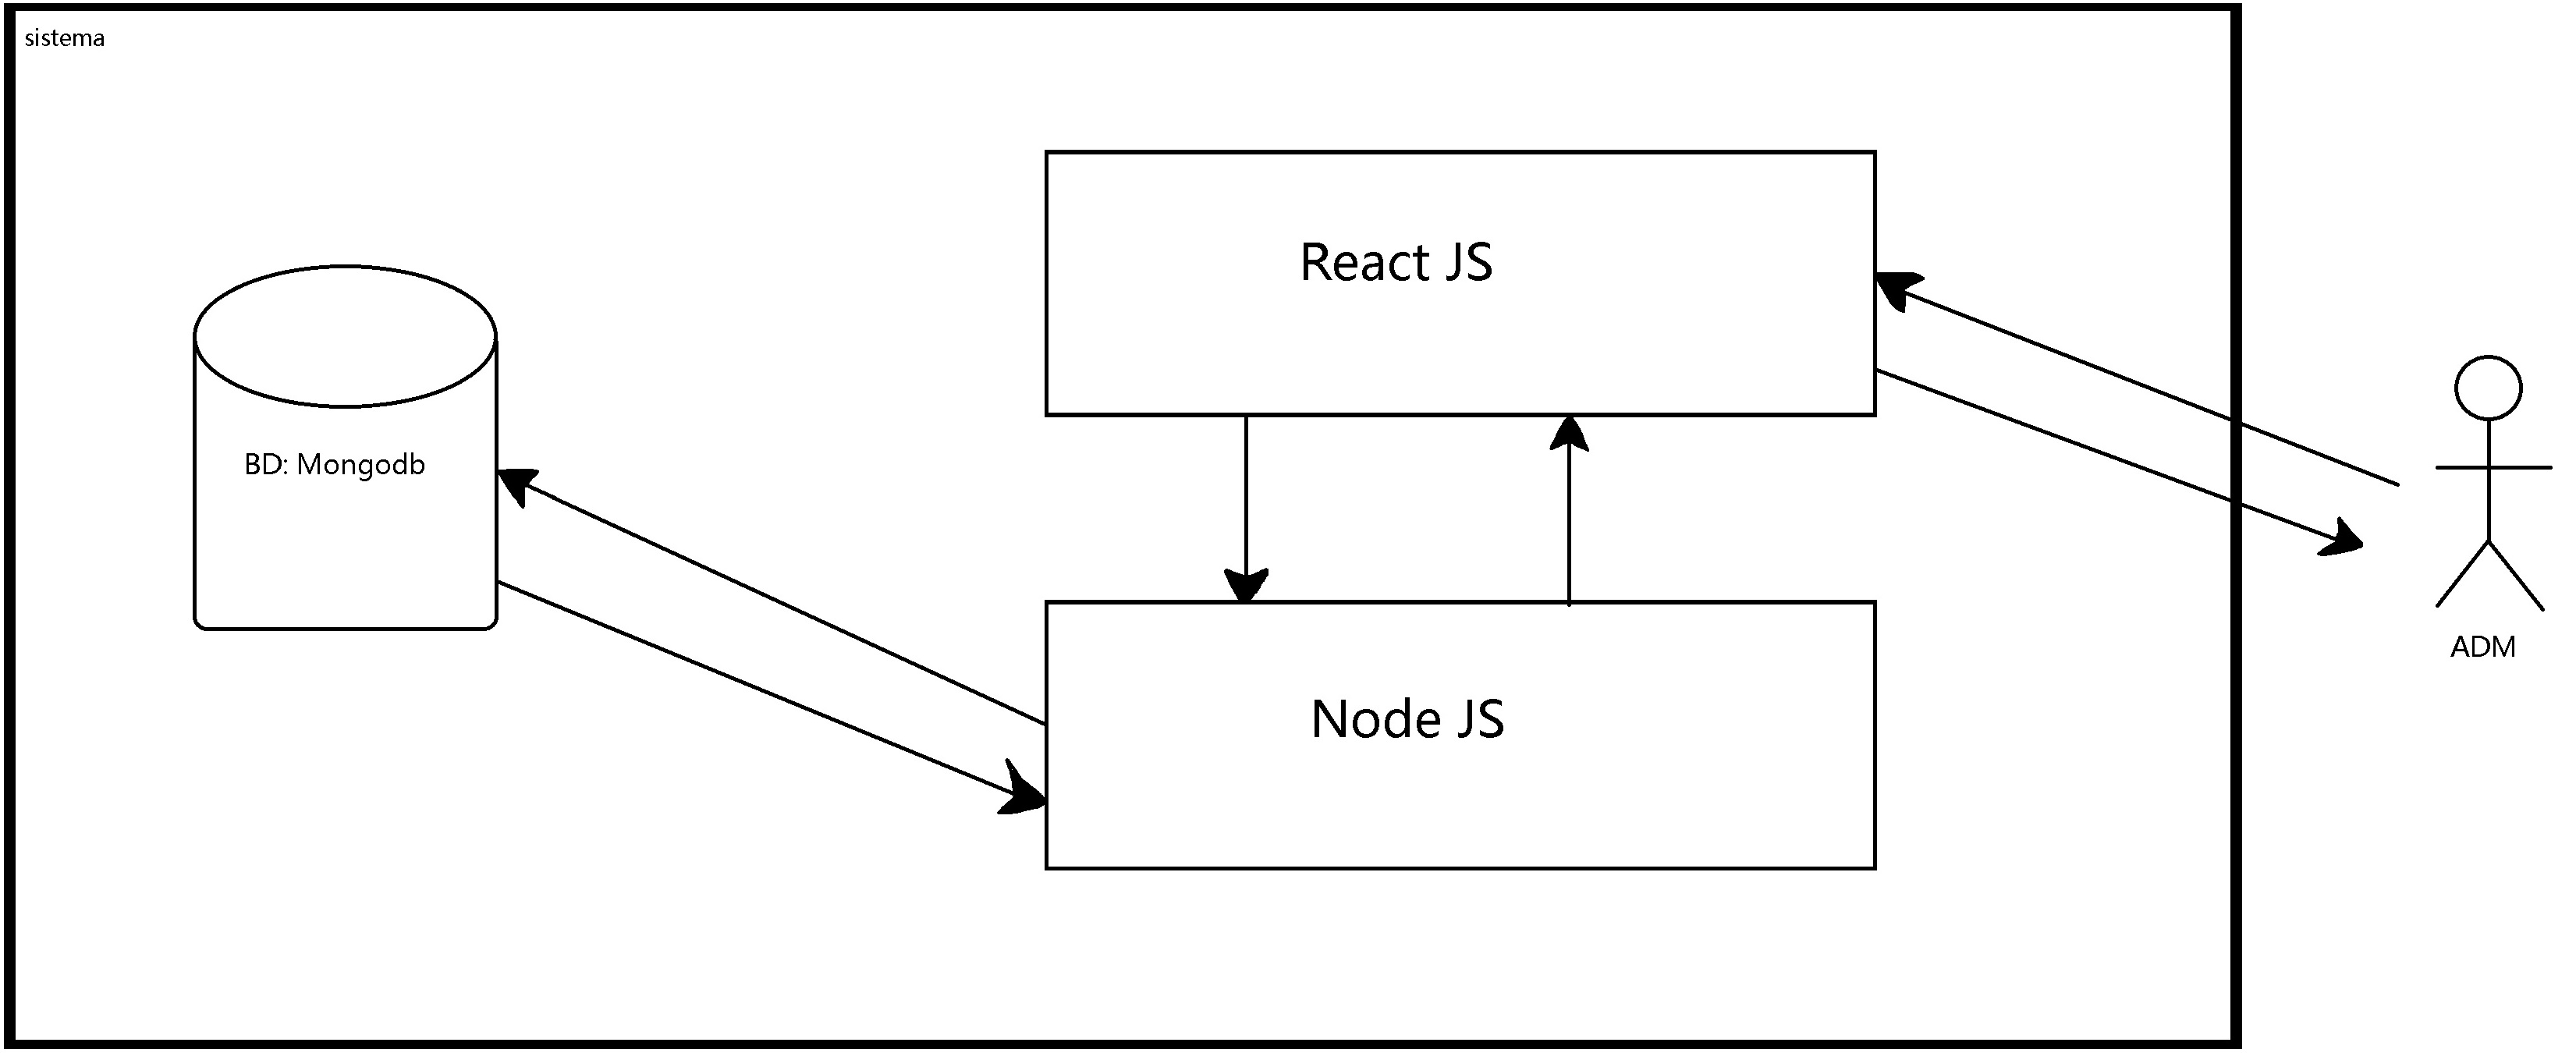 sistema
React JS
BD: Mongodb
ADM
Node JS